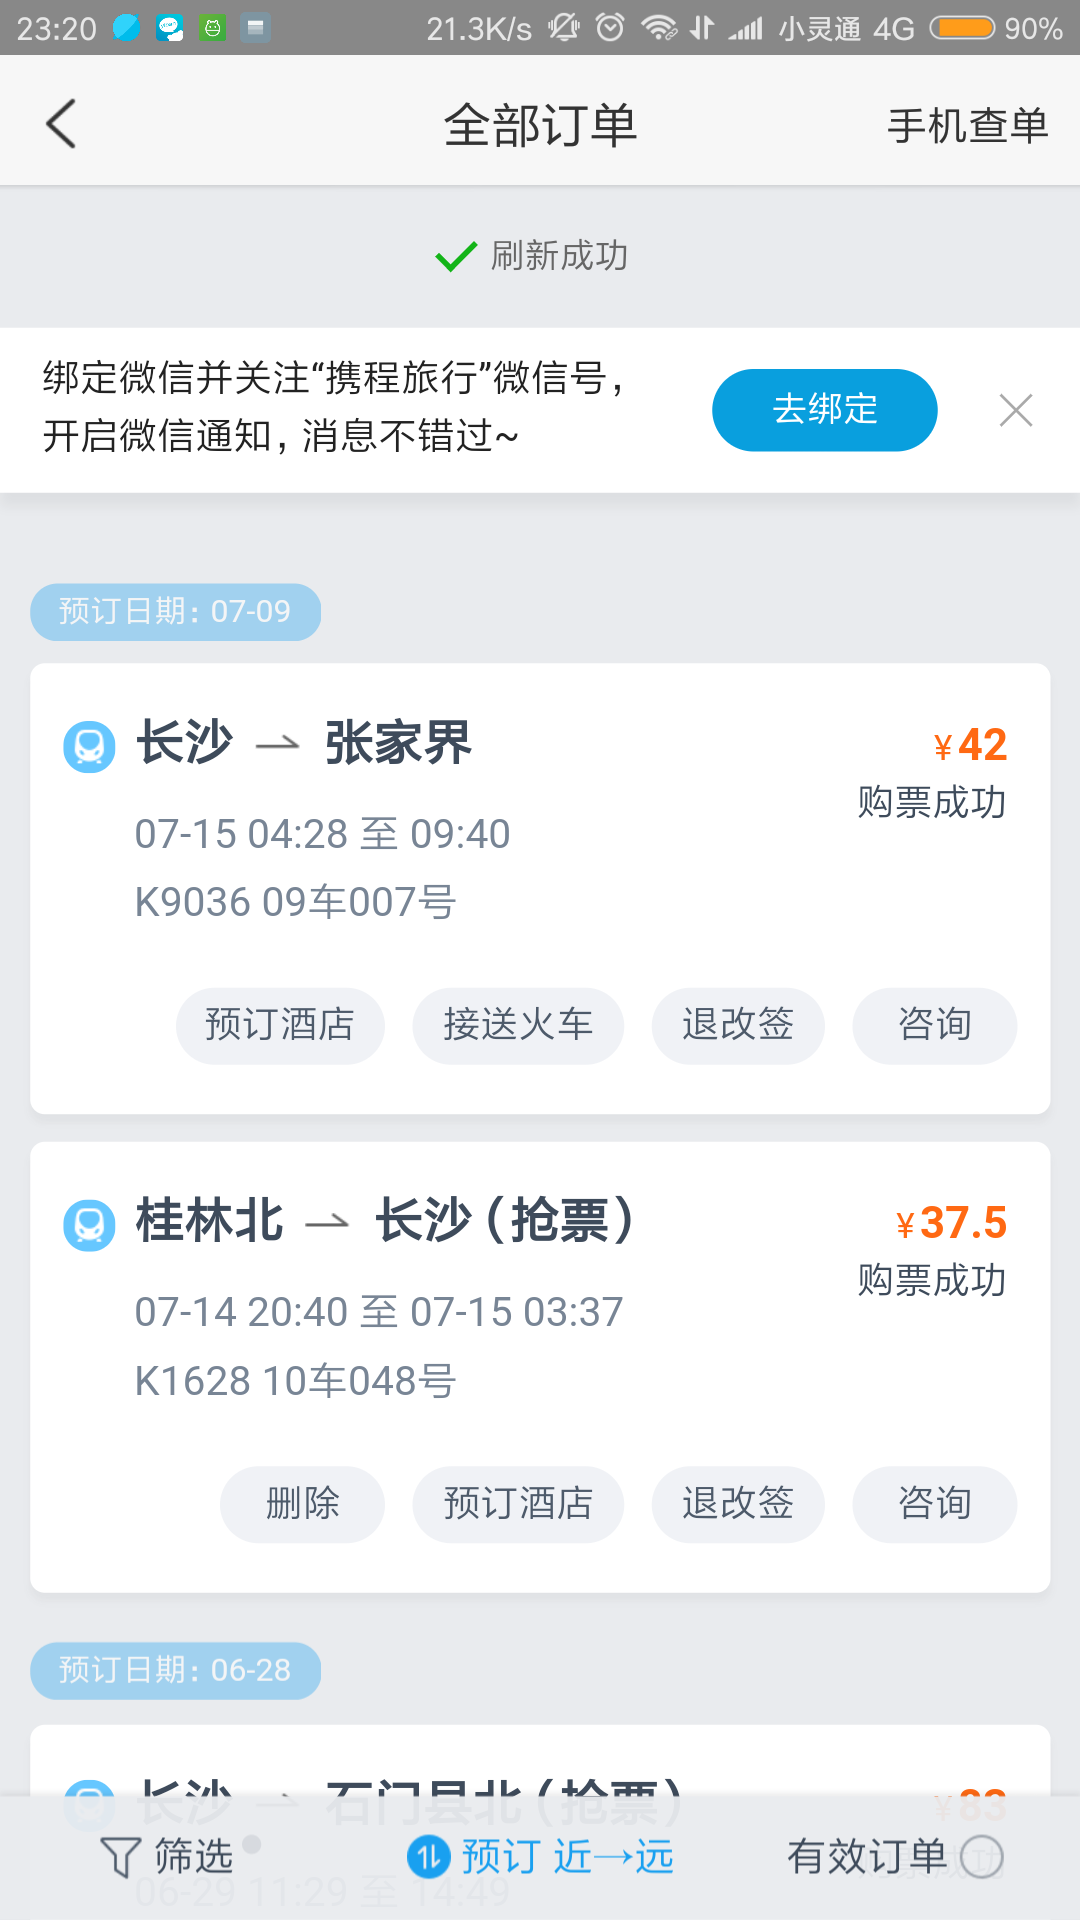 23:20 21.3K/s 小灵通 4G 90%
全部订单 手机查单
刷新成功
绑定微信并关注“携程旅行”微信号，
开启微信通知，消息不错过~
去绑定
预订日期：07-09
长沙 张家界 ¥42
购票成功
07-15 04:28 至 09:40
K9036 09车007号
预订酒店 接送火车 退改签 咨询
桂林北 长沙（抢票） ¥37.5
购票成功
07-14 20:40 至 07-15 03:37
K1628 10车048号
删除 预订酒店 退改签 咨询
预订日期：06-28
长沙 石门县北（抢票） ¥83
筛选 预订 近→远 有效订单
06-29 11:29 至 14:49